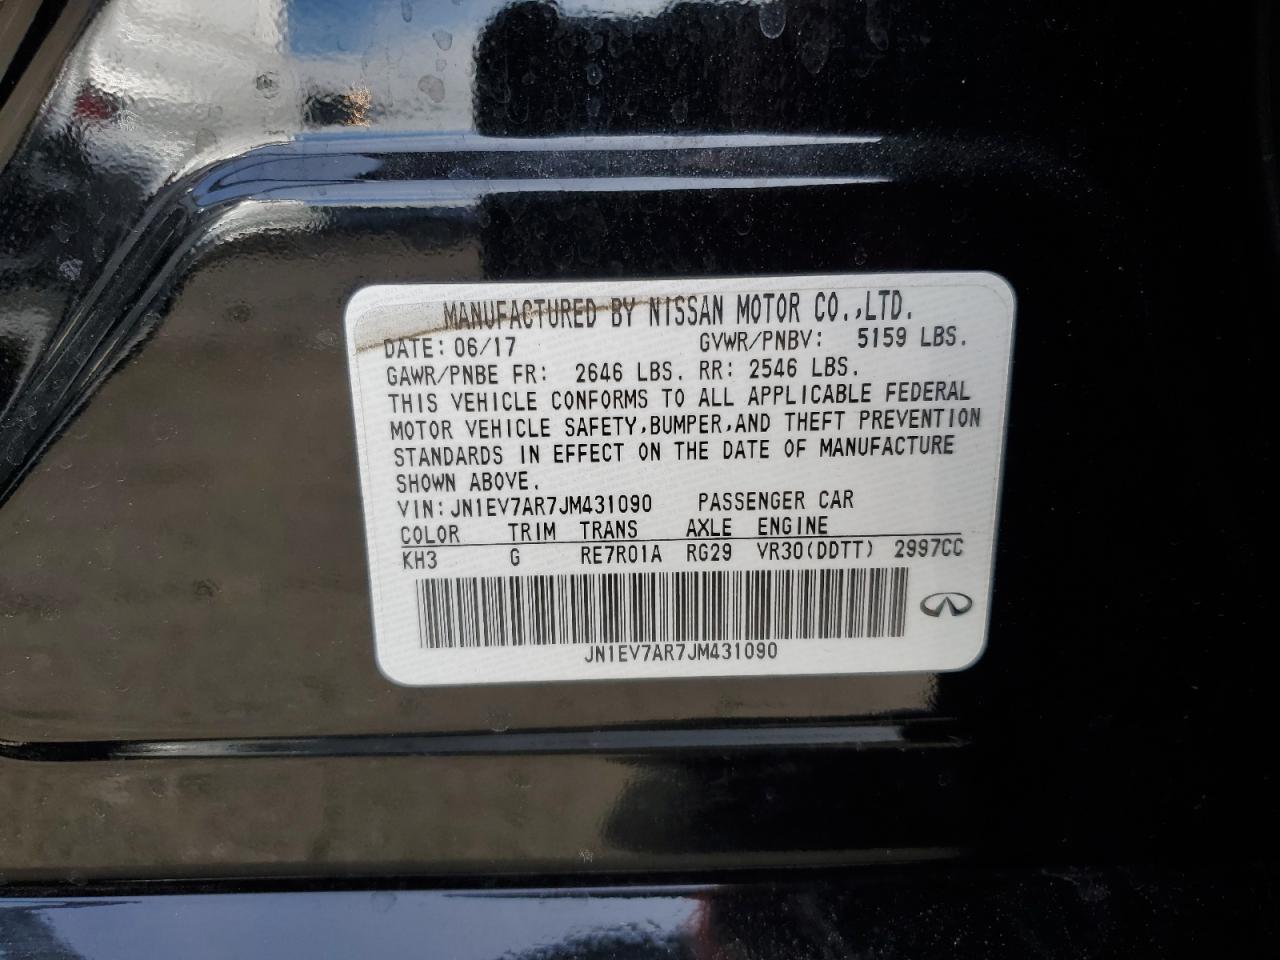 MANUFACTURED BY NISSAN MOTOR CO.,LTD.
DATE: 06/17 GVWR/PNBV: 5159 LBS.
GAWR/PNBE FR: 2646 LBS. RR: 2546 LBS.
THIS VEHICLE CONFORMS TO ALL APPLICABLE FEDERAL
MOTOR VEHICLE SAFETY,BUMPER,AND THEFT PREVENTION
STANDARDS IN EFFECT ON THE DATE OF MANUFACTURE
SHOWN ABOVE.
VIN: JN1EV7AR7JM431090 PASSENGER CAR
COLOR TRIM TRANS AXLE ENGINE
KH3 G RE7R01A RG29 VR30(DDTT) 2997CC
JN1EV7AR7JM431090